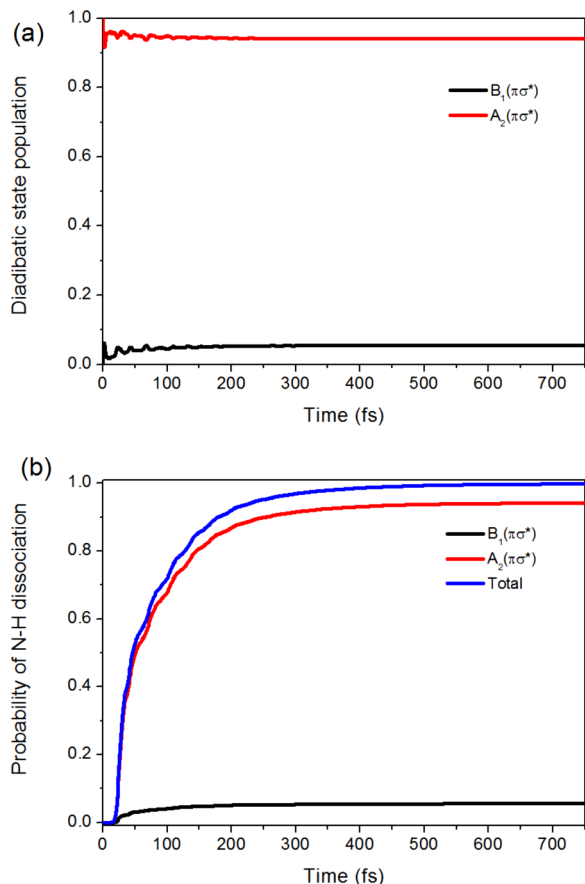 (a)
Diadibatic state population
1.0
0.8
0.6
0.4
0.2
0.0
B₁(πσ*)
A₂(πσ*)
0 100 200 300 400 500 600 700
Time (fs)
(b)
Probability of N-H dissociation
1.0
0.8
0.6
0.4
0.2
0.0
B₁(πσ*)
A₂(πσ*)
Total
0 100 200 300 400 500 600 700
Time (fs)